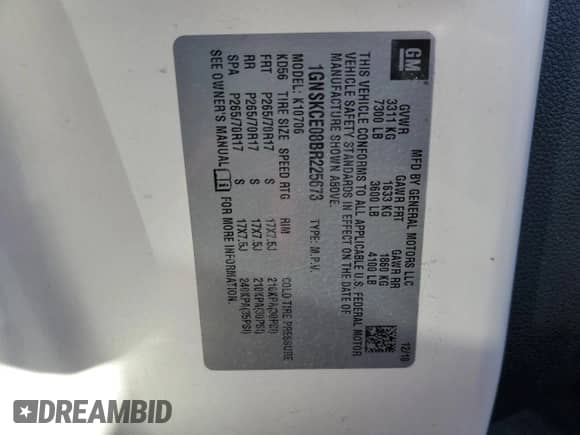 GM
MFD BY GENERAL MOTORS LLC
12/10
GVWR GAWR FRT GAWR RR
3311 KG 1633 KG 1860 KG
7300 LB 3600 LB 4100 LB
THIS VEHICLE CONFORMS TO ALL APPLICABLE U.S. FEDERAL MOTOR
VEHICLE SAFETY STANDARDS IN EFFECT ON THE DATE OF
MANUFACTURE SHOWN ABOVE.
1GNSKCE08BR225673 TYPE: M.P.V.
MODEL: K10706
KD56 TIRE SIZE SPEED RTG RIM COLD TIRE PRESSURE
FRT P265/70R17 S 17X7.5J 210KPA(30PSI)
RR P265/70R17 S 17X7.5J 210KPA(30PSI)
SPA P265/70R17 S 17X7.5J 240KPA(35PSI)
SEE OWNER'S MANUAL FOR MORE INFORMATION.
DREAMBID